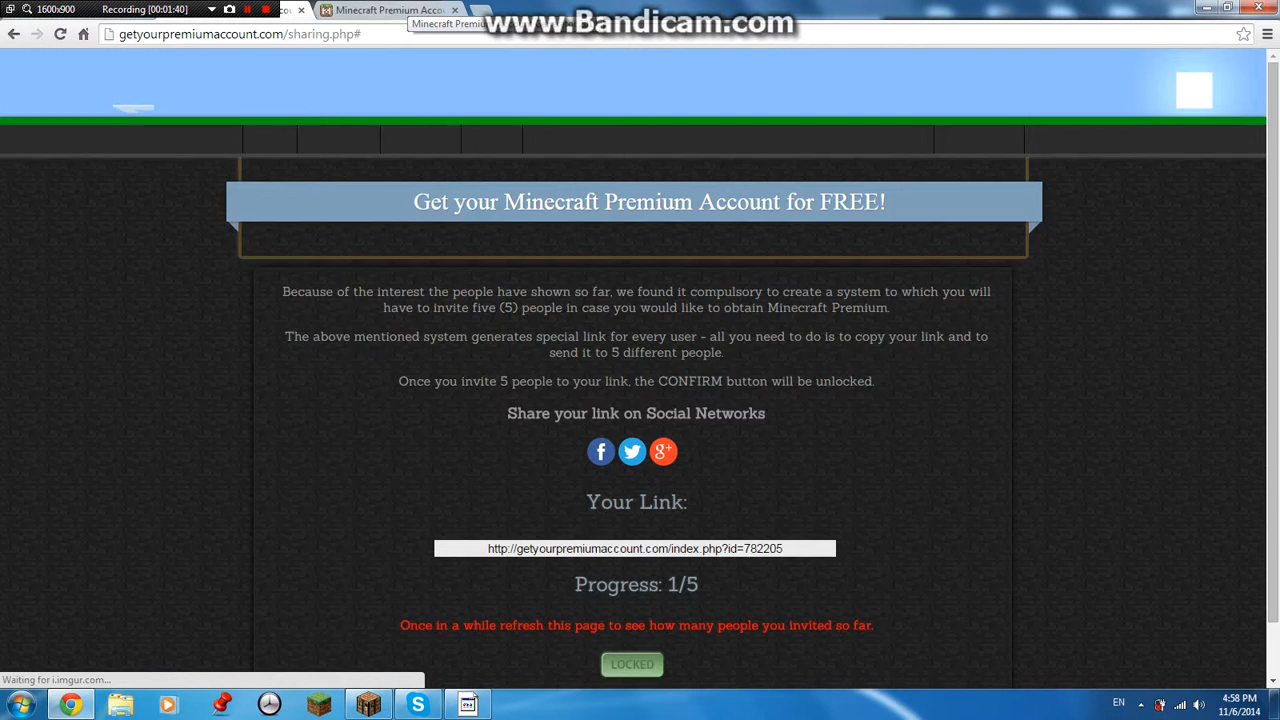 1600x900 Recording [00:01:40]
Minecraft Premium Acco
Minecraft Premiu
www.Bandicam.com
getyourpremiumaccount.com/sharing.php#
Get your Minecraft Premium Account for FREE!
Because of the interest the people have shown so far, we found it compulsory to create a system to which you will
have to invite five (5) people in case you would like to obtain Minecraft Premium.
The above mentioned system generates special link for every user - all you need to do is to copy your link and to
send it to 5 different people.
Once you invite 5 people to your link, the CONFIRM button will be unlocked.
Share your link on Social Networks
Your Link:
http://getyourpremiumaccount.com/index.php?id=782205
Progress: 1/5
Once in a while refresh this page to see how many people you invited so far.
LOCKED
Waiting for i.imgur.com...
EN
4:58 PM
11/6/2014